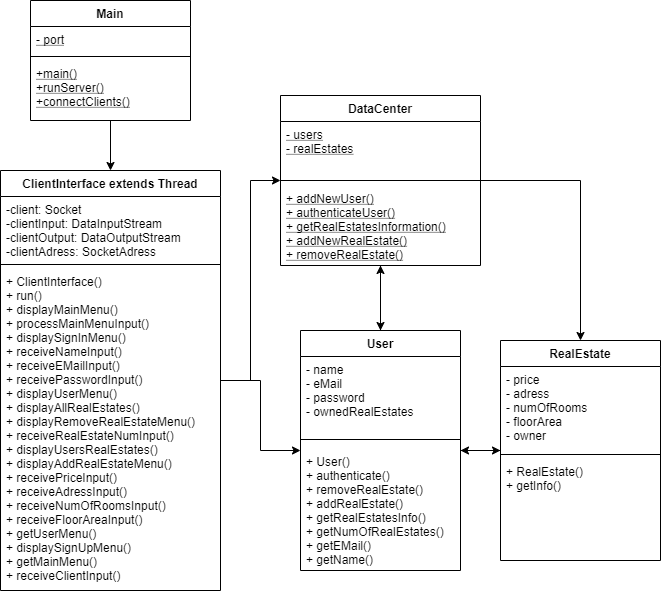 Main
- port
+main()
+runServer()
+connectClients()
ClientInterface extends Thread
-client: Socket
-clientInput: DataInputStream
-clientOutput: DataOutputStream
-clientAdress: SocketAdress
+ ClientInterface()
+ run()
+ displayMainMenu()
+ processMainMenuInput()
+ displaySignInMenu()
+ receiveNameInput()
+ receiveEMailInput()
+ receivePasswordInput()
+ displayUserMenu()
+ displayAllRealEstates()
+ displayRemoveRealEstateMenu()
+ receiveRealEstateNumInput()
+ displayUsersRealEstates()
+ displayAddRealEstateMenu()
+ receivePriceInput()
+ receiveAdressInput()
+ receiveNumOfRoomsInput()
+ receiveFloorAreaInput()
+ getUserMenu()
+ displaySignUpMenu()
+ getMainMenu()
+ receiveClientInput()
DataCenter
- users
- realEstates
+ addNewUser()
+ authenticateUser()
+ getRealEstatesInformation()
+ addNewRealEstate()
+ removeRealEstate()
User
- name
- eMail
- password
- ownedRealEstates
+ User()
+ authenticate()
+ removeRealEstate()
+ addRealEstate()
+ getRealEstatesInfo()
+ getNumOfRealEstates()
+ getEMail()
+ getName()
RealEstate
- price
- adress
- numOfRooms
- floorArea
- owner
+ RealEstate()
+ getInfo()